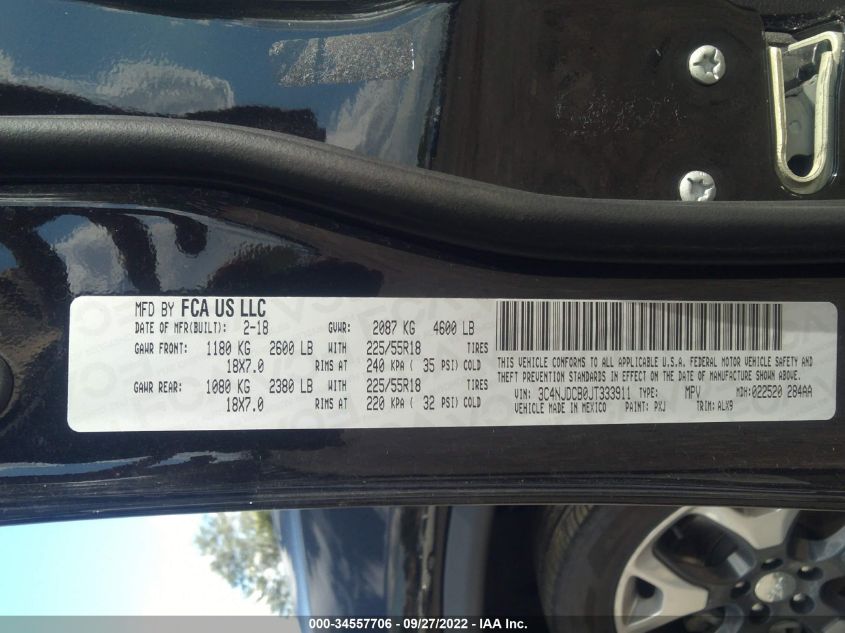 MFD BY FCA US LLC
DATE OF MFR(BUILT): 2-18 GVWR: 2087 KG 4600 LB
GAWR FRONT: 1180 KG 2600 LB WITH 225/55R18 TIRES
18X7.0 RIMS AT 240 KPA ( 35 PSI) COLD
GAWR REAR: 1080 KG 2380 LB WITH 225/55R18 TIRES
18X7.0 RIMS AT 220 KPA ( 32 PSI) COLD
THIS VEHICLE CONFORMS TO ALL APPLICABLE U.S.A. FEDERAL MOTOR VEHICLE SAFETY AND
THEFT PREVENTION STANDARDS IN EFFECT ON THE DATE OF MANUFACTURE SHOWN ABOVE.
VIN: 3C4NJDCB0JT333911 TYPE: MPV MDH: 022520 284AA
VEHICLE MADE IN MEXICO PAINT: PXJ TRIM: ALX9
000-34557706 - 09/27/2022 - IAAI.COM